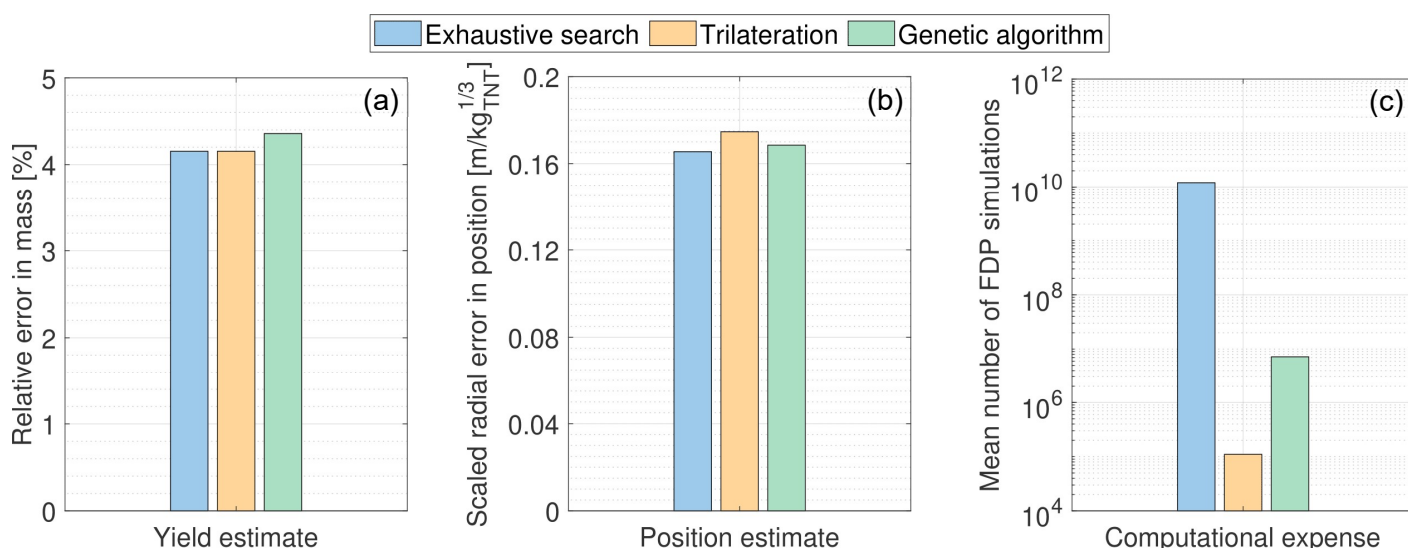 Exhaustive search Trilateration Genetic algorithm
(a)
Relative error in mass [%]
5
4
3
2
1
0
Yield estimate
(b)
Scaled radial error in position [m/kg_TNT^1/3]
0.2
0.16
0.12
0.08
0.04
0
Position estimate
(c)
Mean number of FDP simulations
10^12
10^10
10^8
10^6
10^4
Computational expense